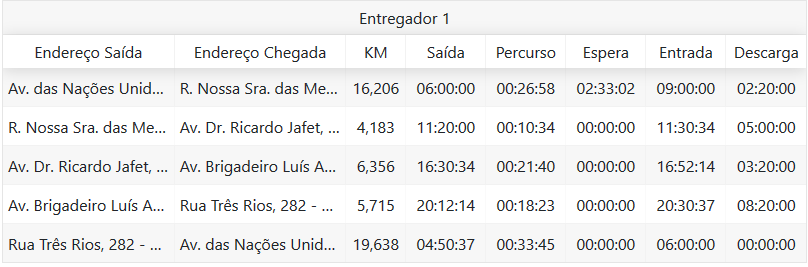 Entregador 1
Endereço Saída Endereço Chegada KM Saída Percurso Espera Entrada Descarga
Av. das Nações Unid... R. Nossa Sra. das Me... 16,206 06:00:00 00:26:58 02:33:02 09:00:00 02:20:00
R. Nossa Sra. das Me... Av. Dr. Ricardo Jafet, ... 4,183 11:20:00 00:10:34 00:00:00 11:30:34 05:00:00
Av. Dr. Ricardo Jafet, ... Av. Brigadeiro Luís A... 6,356 16:30:34 00:21:40 00:00:00 16:52:14 03:20:00
Av. Brigadeiro Luís A... Rua Três Rios, 282 - ... 5,715 20:12:14 00:18:23 00:00:00 20:30:37 08:20:00
Rua Três Rios, 282 - ... Av. das Nações Unid... 19,638 04:50:37 00:33:45 00:00:00 06:00:00 00:00:00